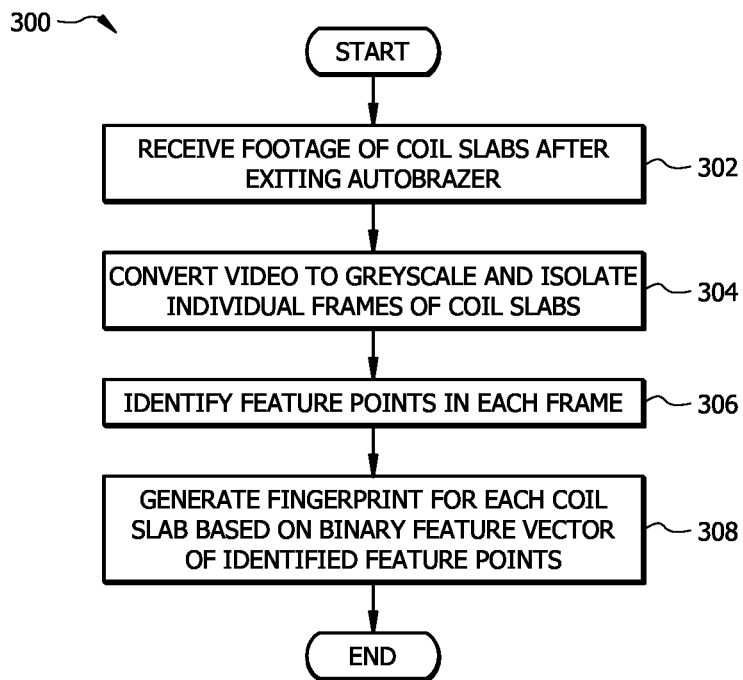 300
START
RECEIVE FOOTAGE OF COIL SLABS AFTER
EXITING AUTOBRAZER
302
CONVERT VIDEO TO GREYSCALE AND ISOLATE
INDIVIDUAL FRAMES OF COIL SLABS
304
IDENTIFY FEATURE POINTS IN EACH FRAME
306
GENERATE FINGERPRINT FOR EACH COIL
SLAB BASED ON BINARY FEATURE VECTOR
OF IDENTIFIED FEATURE POINTS
308
END